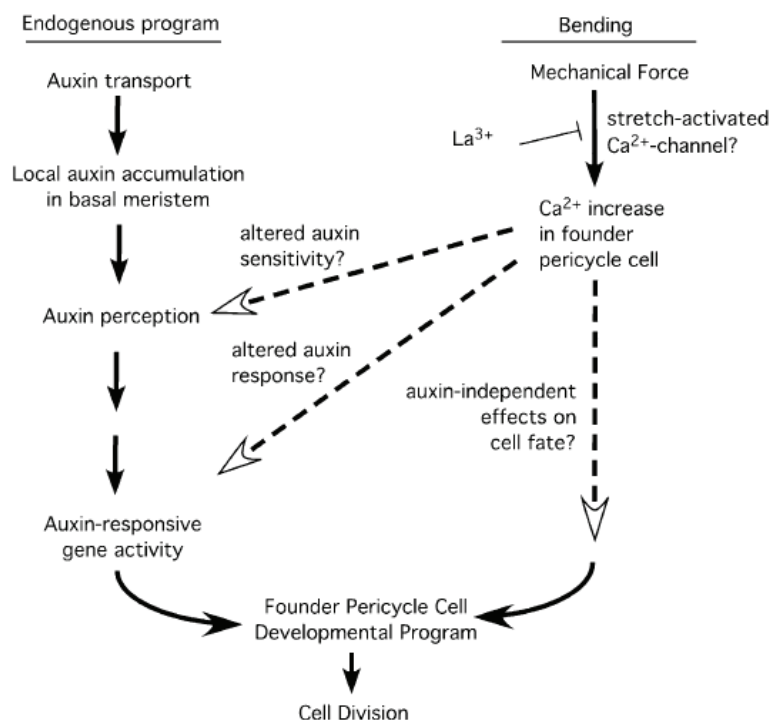 Endogenous program
Bending
Auxin transport
Mechanical Force
La³⁺
stretch-activated
Ca²⁺-channel?
Local auxin accumulation
in basal meristem
Ca²⁺ increase
in founder
pericycle cell
altered auxin
sensitivity?
Auxin perception
altered auxin
response?
auxin-independent
effects on
cell fate?
Auxin-responsive
gene activity
Founder Pericycle Cell
Developmental Program
Cell Division